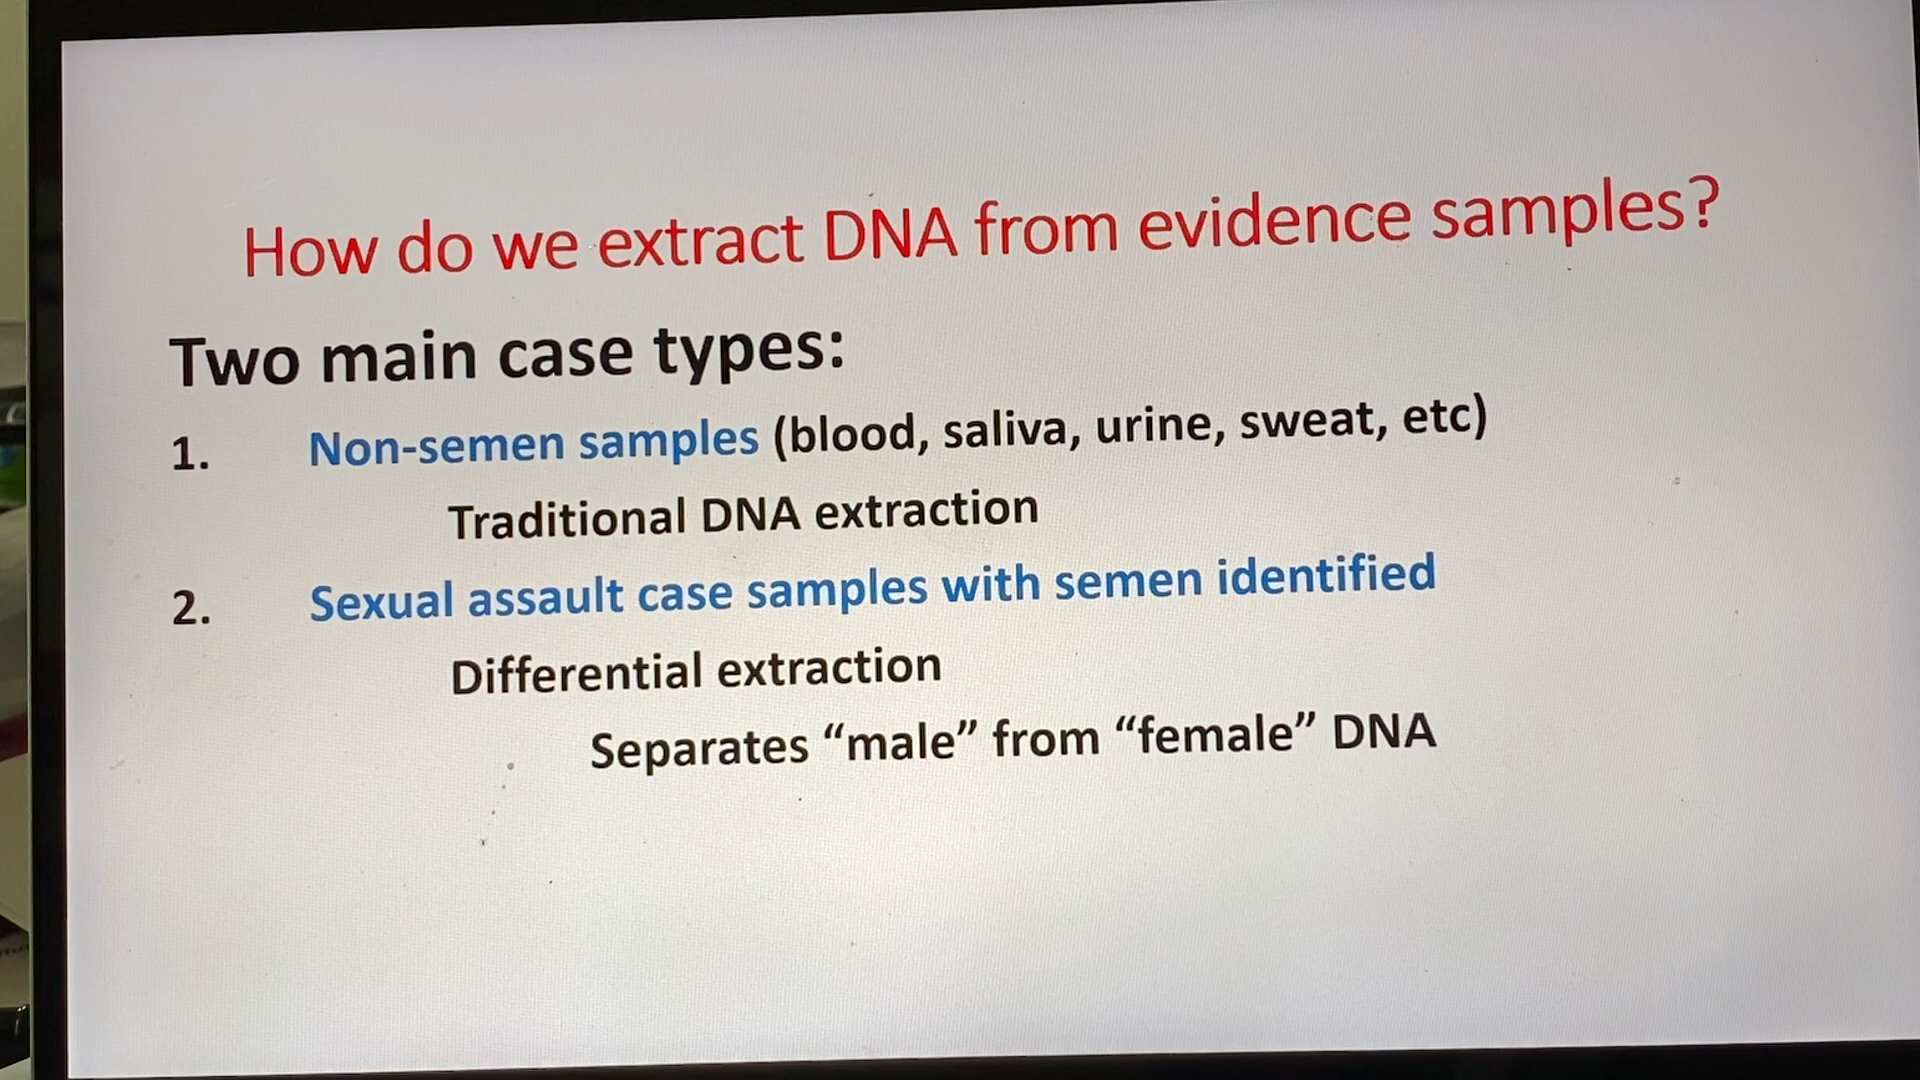 How do we extract DNA from evidence samples?
Two main case types:
1. Non-semen samples (blood, saliva, urine, sweat, etc)
Traditional DNA extraction
2. Sexual assault case samples with semen identified
Differential extraction
Separates “male” from “female” DNA